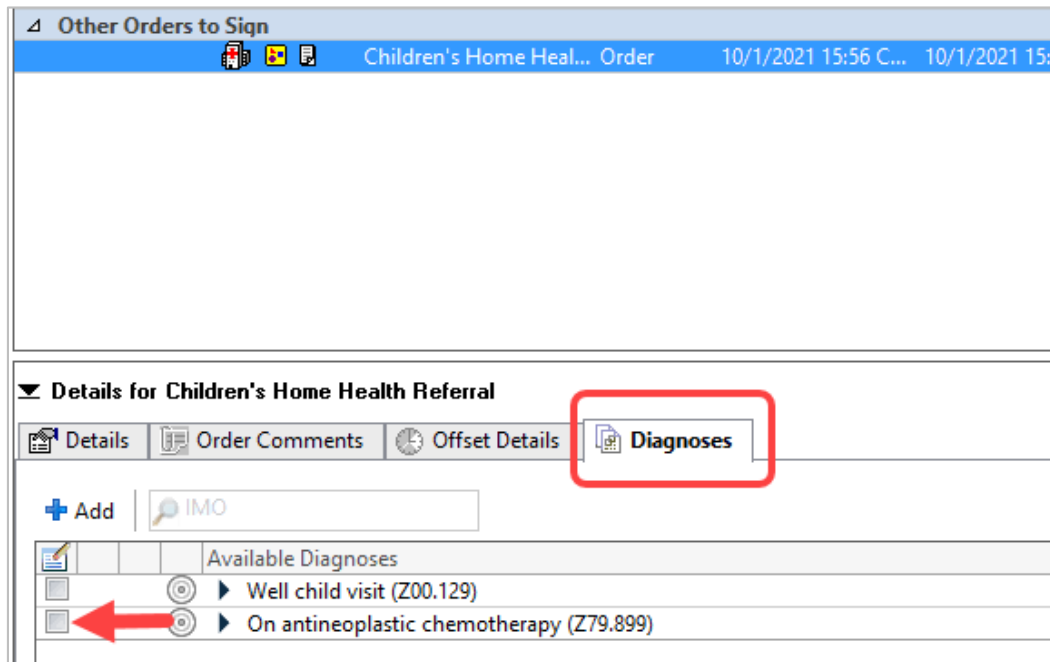 Other Orders to Sign
Children's Home Heal... Order 10/1/2021 15:56 C... 10/1/2021 15:
Details for Children's Home Health Referral
Details Order Comments Offset Details Diagnoses
Add IMO
Available Diagnoses
Well child visit (Z00.129)
On antineoplastic chemotherapy (Z79.899)